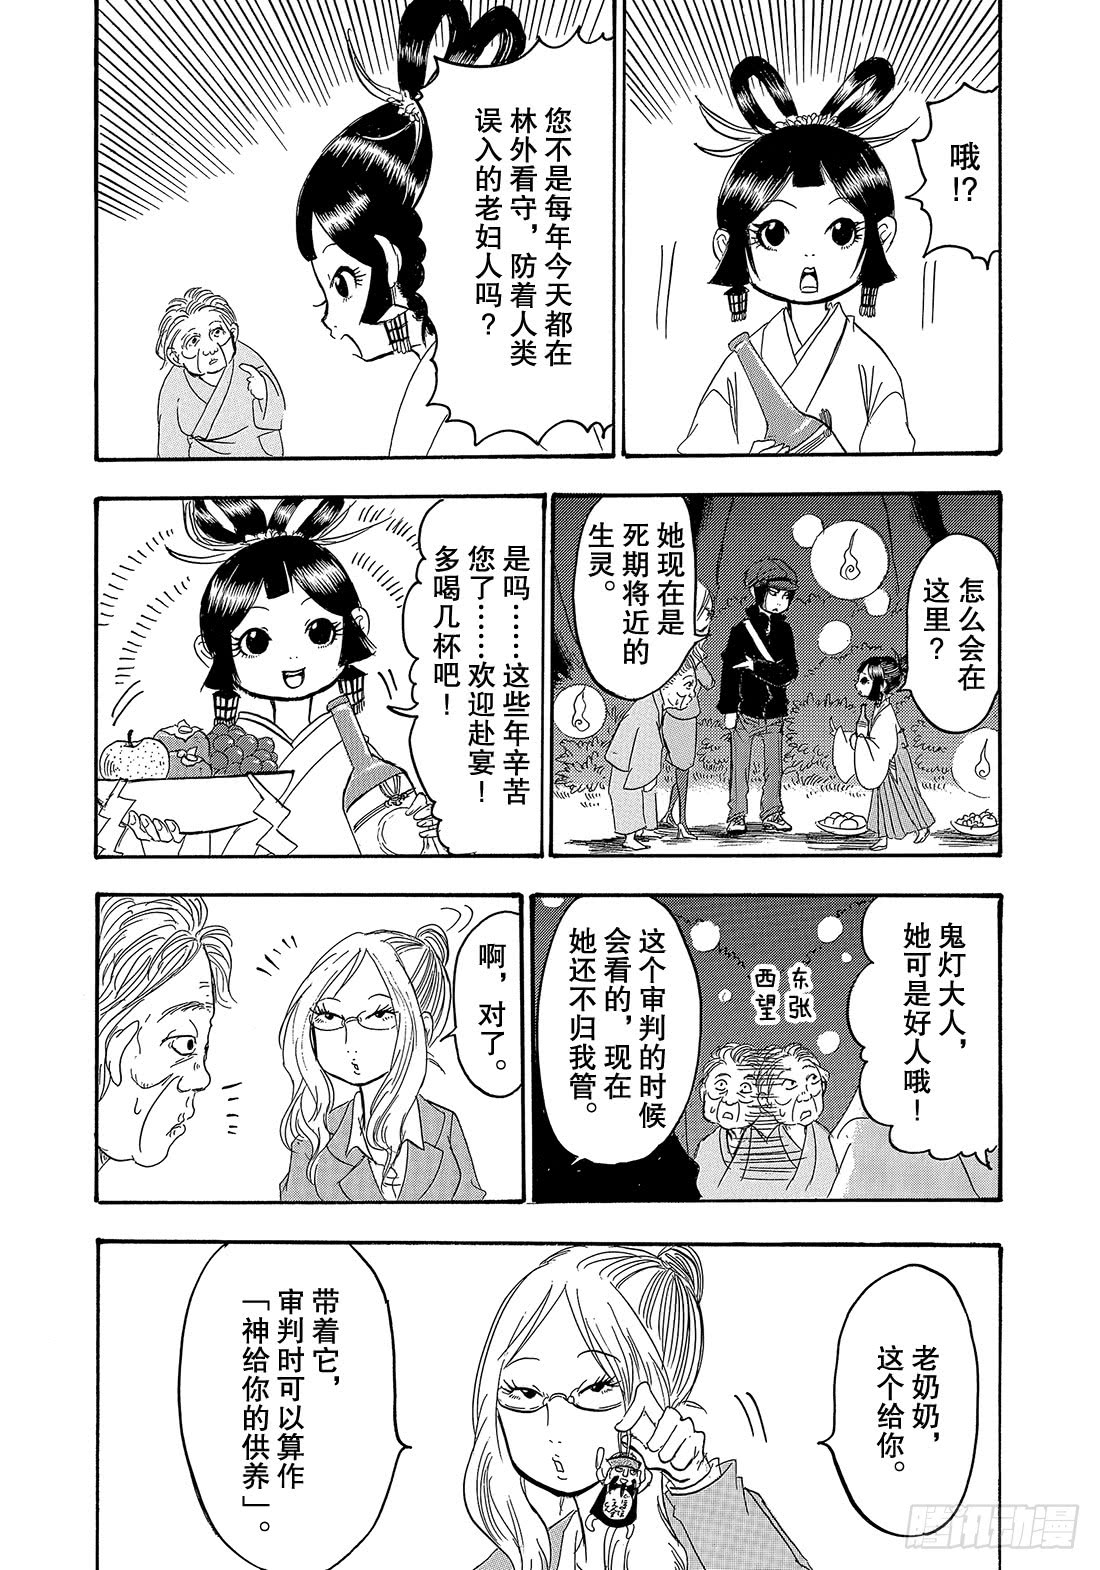 哦!?
您不是每年今天都在
林外看守，防着人类
误入的老妇人吗？
怎么会在
这里？
她现在是
死期将近的
生灵。
是吗……这些年辛苦
您了……欢迎赴宴！
多喝几杯吧！
鬼灯大人，
她可是好人哦！
东张
西望
这个审判的时候
会看的，现在
她还不归我管。
啊，对了。
老奶奶，
这个给你。
带着它，
审判时可以算作
「神给你的供养」。
腾讯动漫